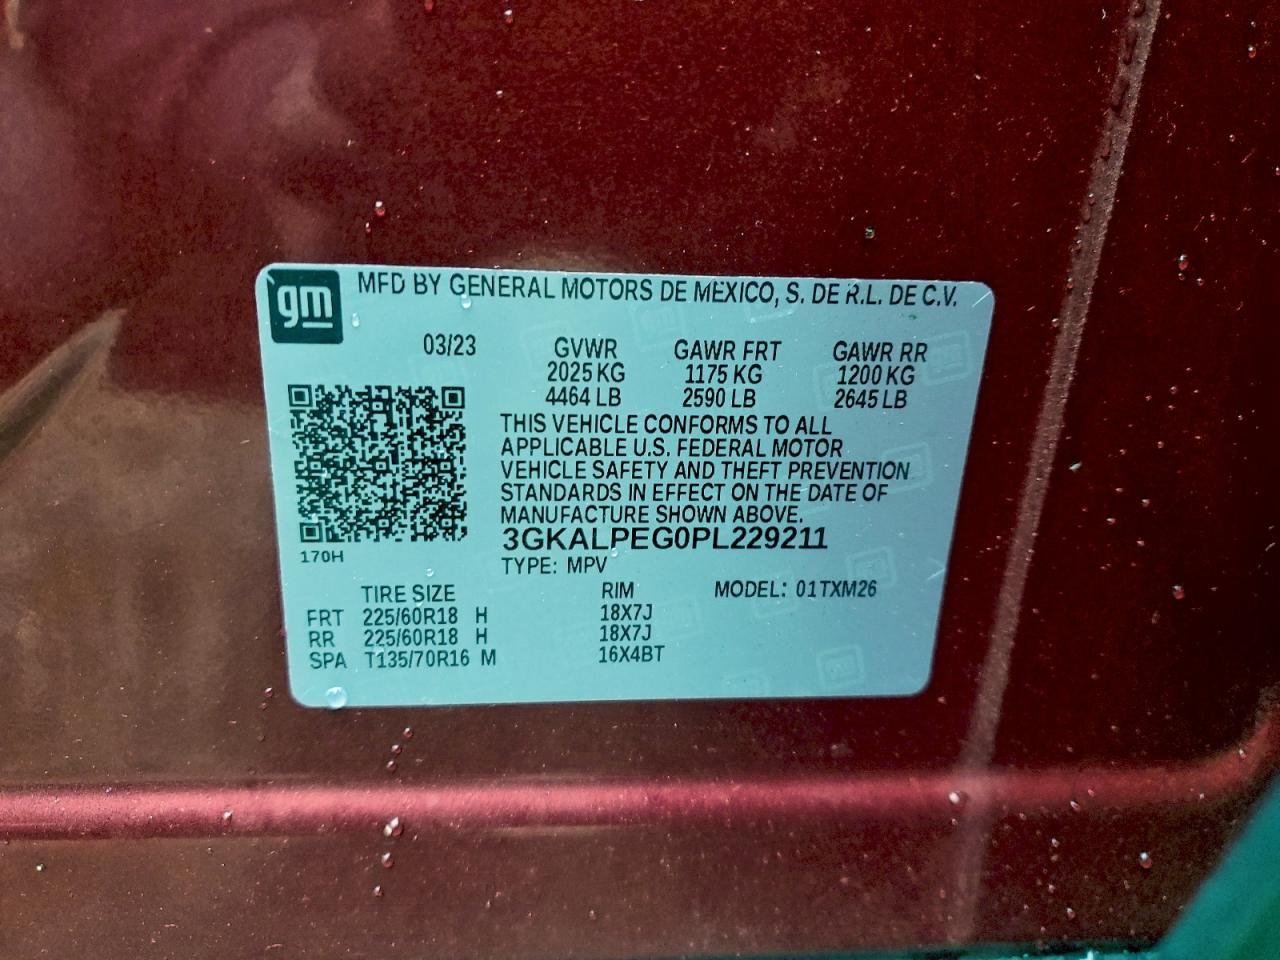 gm
MFD BY GENERAL MOTORS DE MEXICO, S. DE R.L. DE C.V.
03/23 GVWR GAWR FRT GAWR RR
2025 KG 1175 KG 1200 KG
4464 LB 2590 LB 2645 LB
THIS VEHICLE CONFORMS TO ALL
APPLICABLE U.S. FEDERAL MOTOR
VEHICLE SAFETY AND THEFT PREVENTION
STANDARDS IN EFFECT ON THE DATE OF
MANUFACTURE SHOWN ABOVE.
3GKALPEG0PL229211
170H
TYPE: MPV
TIRE SIZE RIM MODEL: 01TXM26
FRT 225/60R18 H 18X7J
RR 225/60R18 H 18X7J
SPA T135/70R16 M 16X4BT